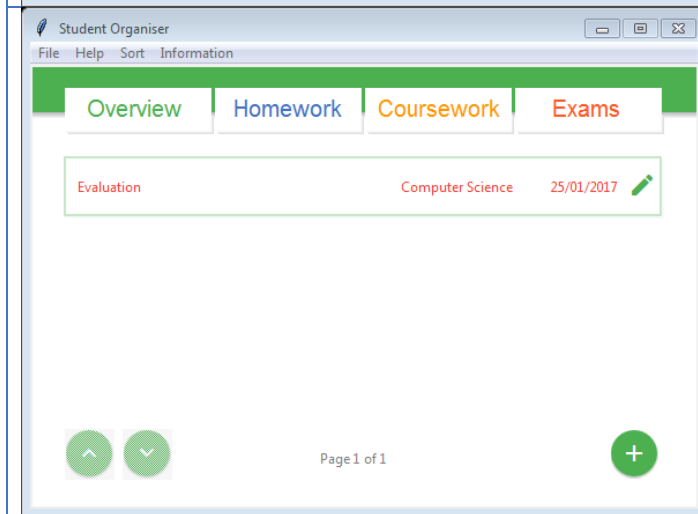 Student Organiser
File Help Sort Information
Overview Homework Coursework Exams
Evaluation Computer Science 25/01/2017
Page 1 of 1